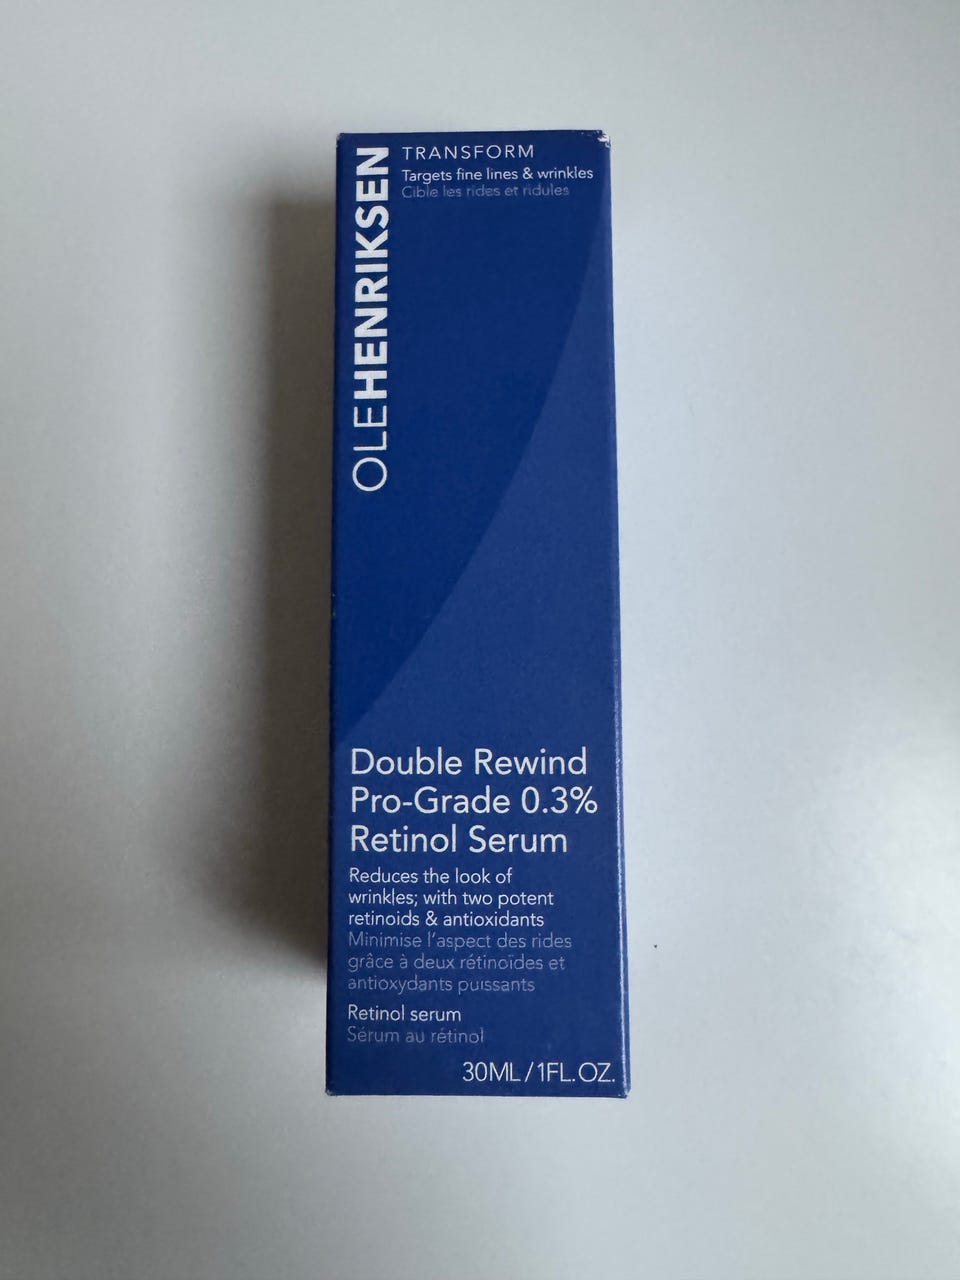 OLEHENRIKSEN
TRANSFORM
Targets fine lines & wrinkles
Cible les rides et ridules
Double Rewind
Pro-Grade 0.3%
Retinol Serum
Reduces the look of
wrinkles; with two potent
retinoids & antioxidants
Minimise l'aspect des rides
grâce à deux rétinoïdes et
antioxydants puissants
Retinol serum
Sérum au rétinol
30ML/1FL.OZ.